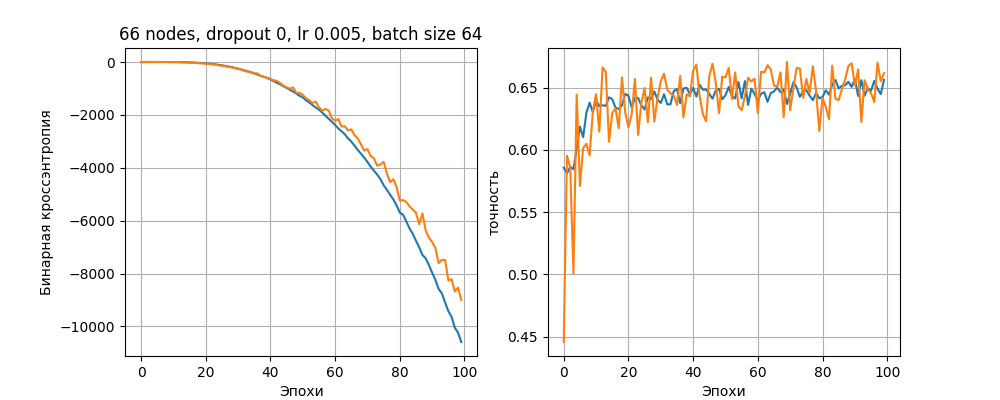 66 nodes, dropout 0, lr 0.005, batch size 64
Бинарная кроссэнтропия
0
−2000
−4000
−6000
−8000
−10000
0 20 40 60 80 100
Эпохи
точность
0.65
0.60
0.55
0.50
0.45
0 20 40 60 80 100
Эпохи